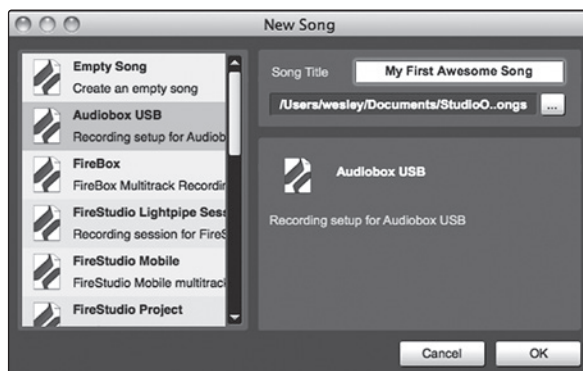 New Song
Empty Song
Create an empty song
Audiobox USB
Recording setup for Audiob
FireBox
FireBox Multitrack Recordin
FireStudio Lightpipe Sess
Recording session for FireS
FireStudio Mobile
FireStudio Mobile multitrack
FireStudio Project
Song Title
My First Awesome Song
/Users/wesley/Documents/StudioO..ongs
...
Audiobox USB
Recording setup for Audiobox USB
Cancel
OK